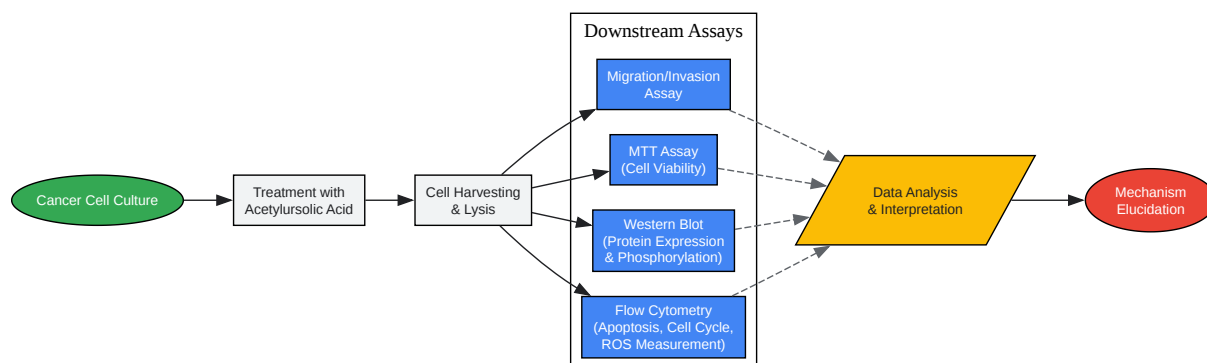 Cancer Cell Culture
Treatment with
Acetylursolic Acid
Cell Harvesting
& Lysis
Downstream Assays
Migration/Invasion
Assay
MTT Assay
(Cell Viability)
Western Blot
(Protein Expression
& Phosphorylation)
Flow Cytometry
(Apoptosis, Cell Cycle,
ROS Measurement)
Data Analysis
& Interpretation
Mechanism
Elucidation